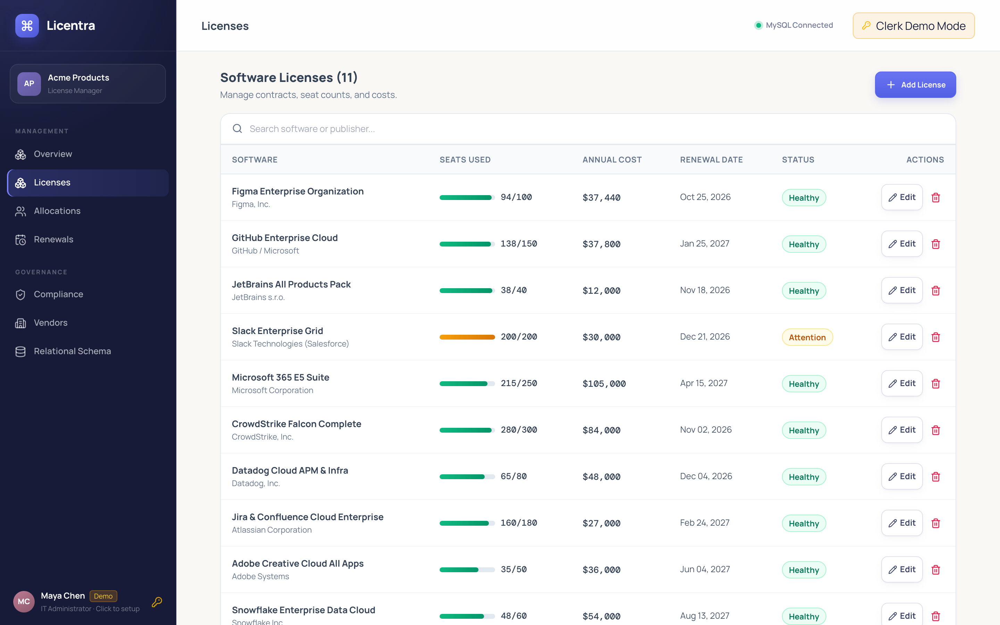 Licentra
AP
Acme Products
License Manager
MANAGEMENT
Overview
Licenses
Allocations
Renewals
GOVERNANCE
Compliance
Vendors
Relational Schema
MC
Maya Chen
Demo
IT Administrator · Click to setup
Licenses
MySQL Connected
Clerk Demo Mode
Software Licenses (11)
Manage contracts, seat counts, and costs.
Add License
Search software or publisher...
SOFTWARE SEATS USED ANNUAL COST RENEWAL DATE STATUS ACTIONS
Figma Enterprise Organization
Figma, Inc.
94/100 $37,440 Oct 25, 2026 Healthy Edit
GitHub Enterprise Cloud
GitHub / Microsoft
138/150 $37,800 Jan 25, 2027 Healthy Edit
JetBrains All Products Pack
JetBrains s.r.o.
38/40 $12,000 Nov 18, 2026 Healthy Edit
Slack Enterprise Grid
Slack Technologies (Salesforce)
200/200 $30,000 Dec 21, 2026 Attention Edit
Microsoft 365 E5 Suite
Microsoft Corporation
215/250 $105,000 Apr 15, 2027 Healthy Edit
CrowdStrike Falcon Complete
CrowdStrike, Inc.
280/300 $84,000 Nov 02, 2026 Healthy Edit
Datadog Cloud APM & Infra
Datadog, Inc.
65/80 $48,000 Dec 04, 2026 Healthy Edit
Jira & Confluence Cloud Enterprise
Atlassian Corporation
160/180 $27,000 Feb 24, 2027 Healthy Edit
Adobe Creative Cloud All Apps
Adobe Systems
35/50 $36,000 Jun 04, 2027 Healthy Edit
Snowflake Enterprise Data Cloud
Snowflake Inc
48/60 $54,000 Aug 13, 2027 Healthy Edit